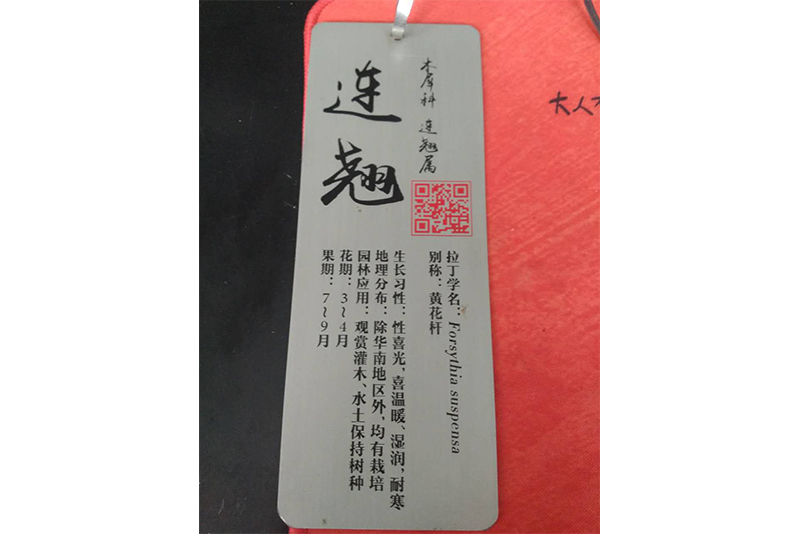 连翘
木犀科 连翘属
拉丁学名：Forsythia suspensa
别称：黄花杆
生长习性：性喜光，喜温暖、湿润，耐寒
地理分布：除华南地区外，均有栽培
园林应用：观赏灌木、水土保持树种
花期：3~4月
果期：7~9月
大人